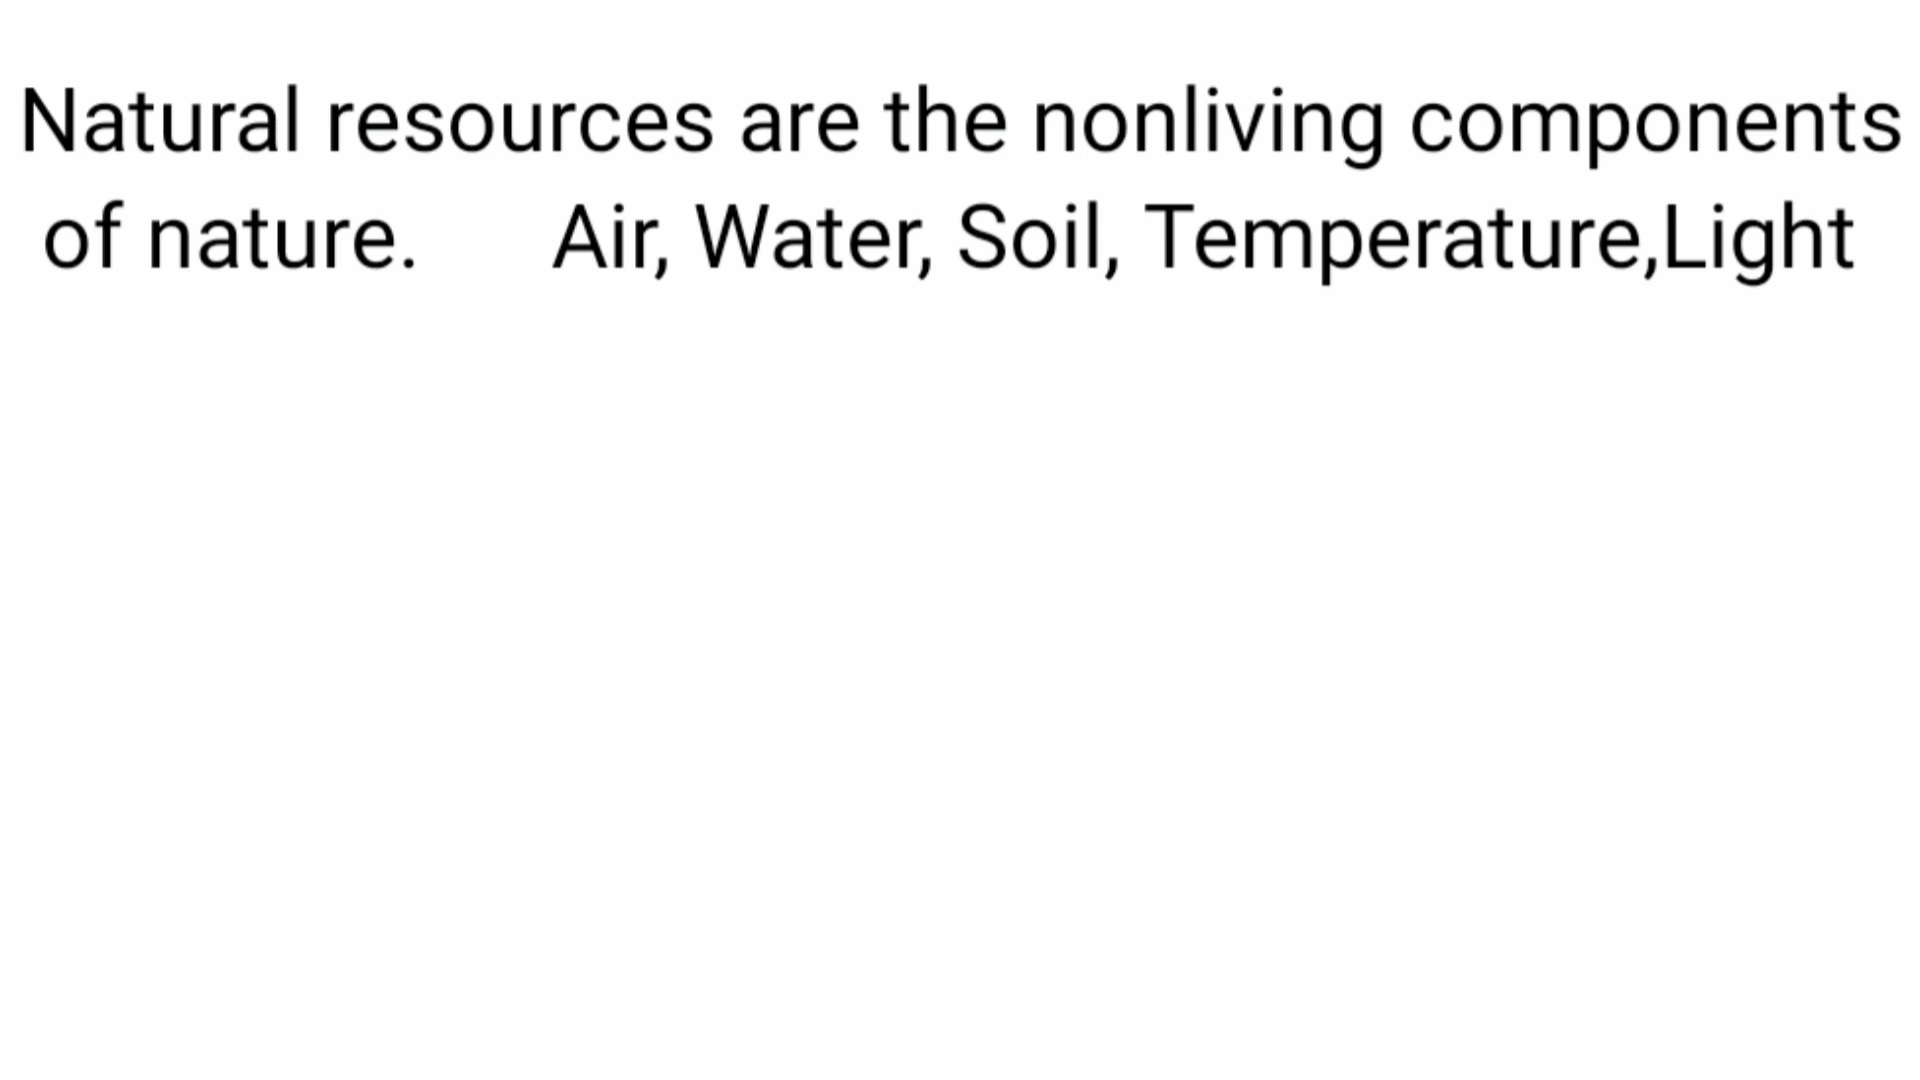 Natural resources are the nonliving components
of nature. Air, Water, Soil, Temperature,Light